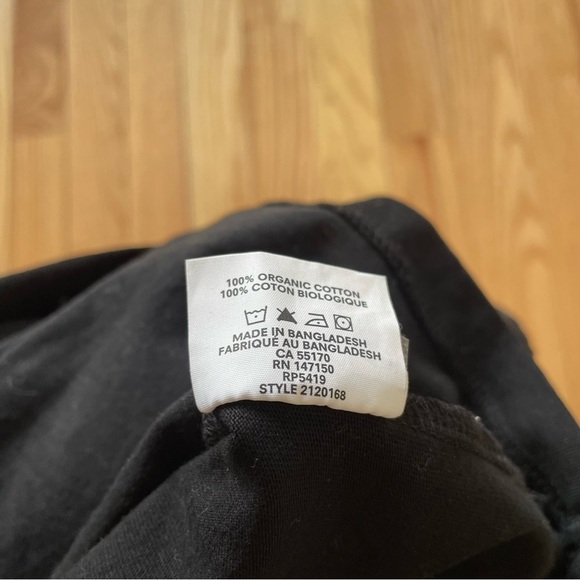 100% ORGANIC COTTON
100% COTON BIOLOGIQUE
MADE IN BANGLADESH
FABRIQUÉ AU BANGLADESH
CA 55170
RN 147150
RP5419
STYLE 2120168